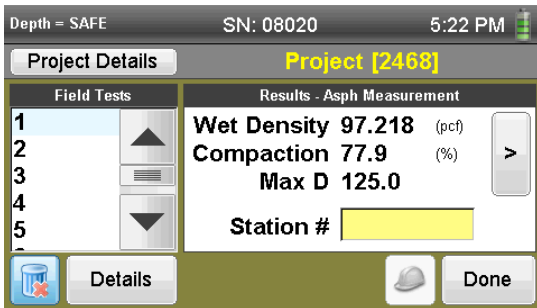 Depth = SAFE SN: 08020 5:22 PM
Project Details Project [2468]
Field Tests
1
2
3
4
5
Results - Asph Measurement
Wet Density 97.218 (pcf)
Compaction 77.9 (%)
Max D 125.0
>
Station #
Details Done